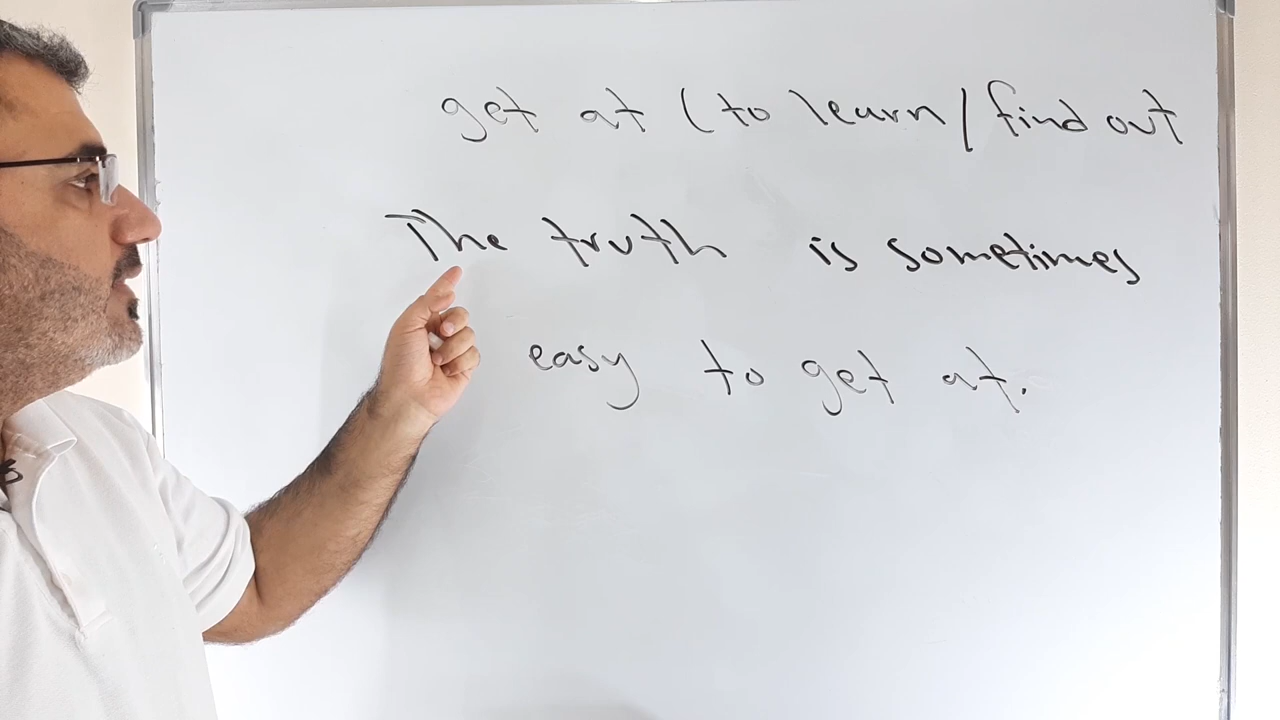 get at (to learn/find out
The truth is sometimes
easy to get at.